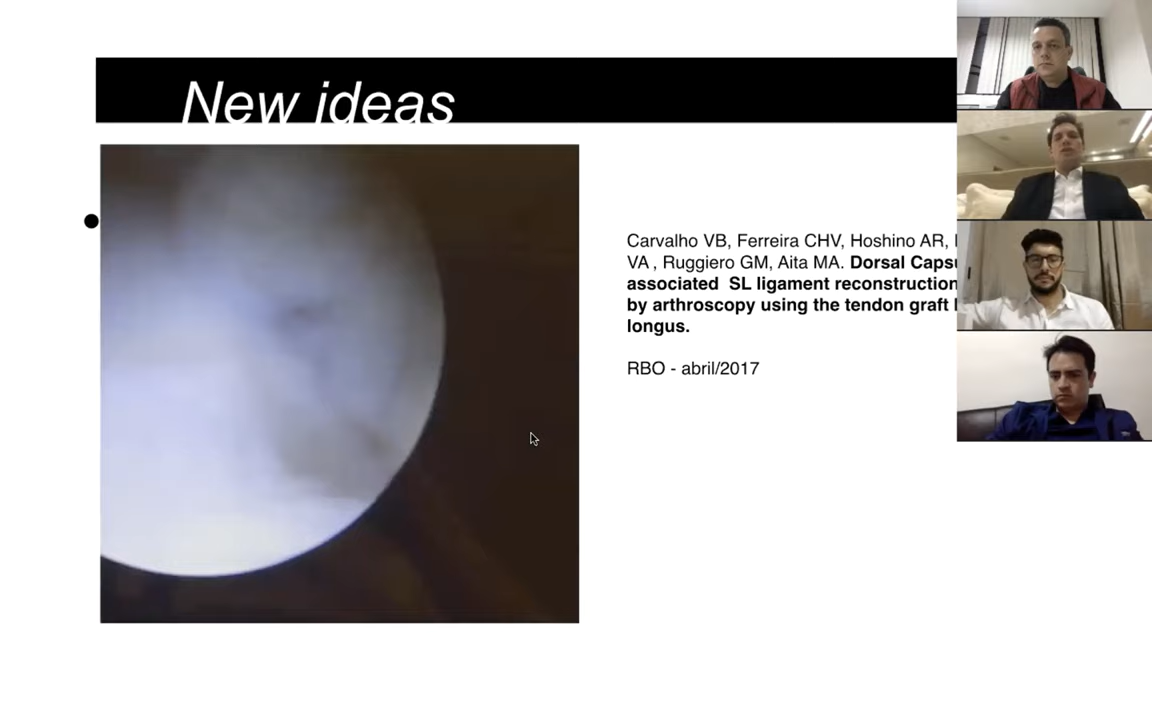 New ideas
Carvalho VB, Ferreira CHV, Hoshino AR,
VA , Ruggiero GM, Aita MA. Dorsal
associated SL ligament reconstruction
by arthroscopy using the tendon graft
longus.
RBO - abril/2017